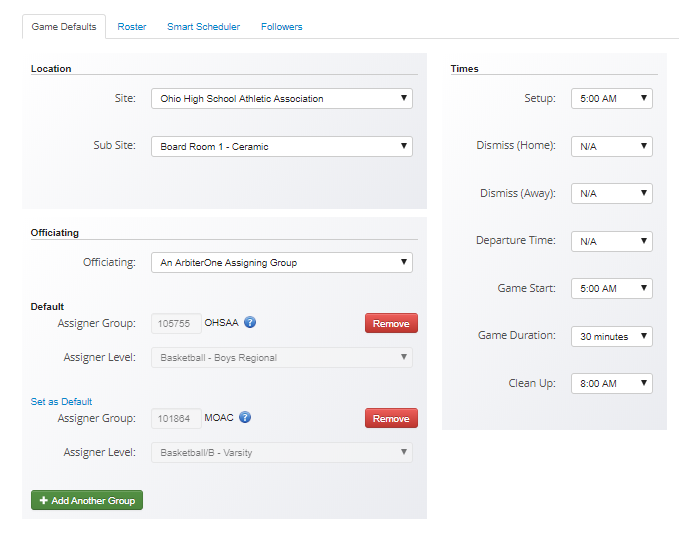 Game Defaults Roster Smart Scheduler Followers
Location
Site: Ohio High School Athletic Association
Sub Site: Board Room 1 - Ceramic
Officiating
Officiating: An ArbiterOne Assigning Group
Default
Assigner Group: 105755 OHSAA ? Remove
Assigner Level: Basketball - Boys Regional
Set as Default
Assigner Group: 101864 MOAC ? Remove
Assigner Level: Basketball/B - Varsity
+ Add Another Group
Times
Setup: 5:00 AM
Dismiss (Home): N/A
Dismiss (Away): N/A
Departure Time: N/A
Game Start: 5:00 AM
Game Duration: 30 minutes
Clean Up: 8:00 AM